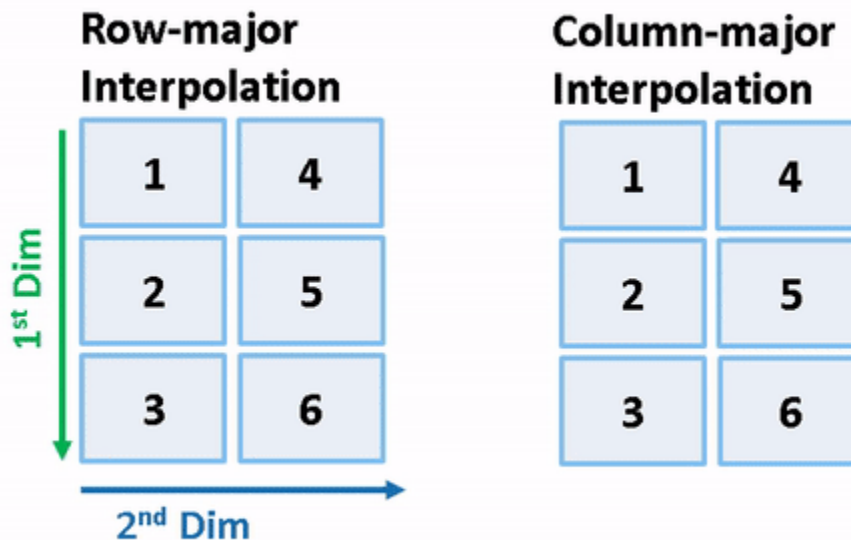 Row-major
Interpolation
Column-major
Interpolation
1 4
2 5
3 6
1st Dim
2nd Dim
1 4
2 5
3 6